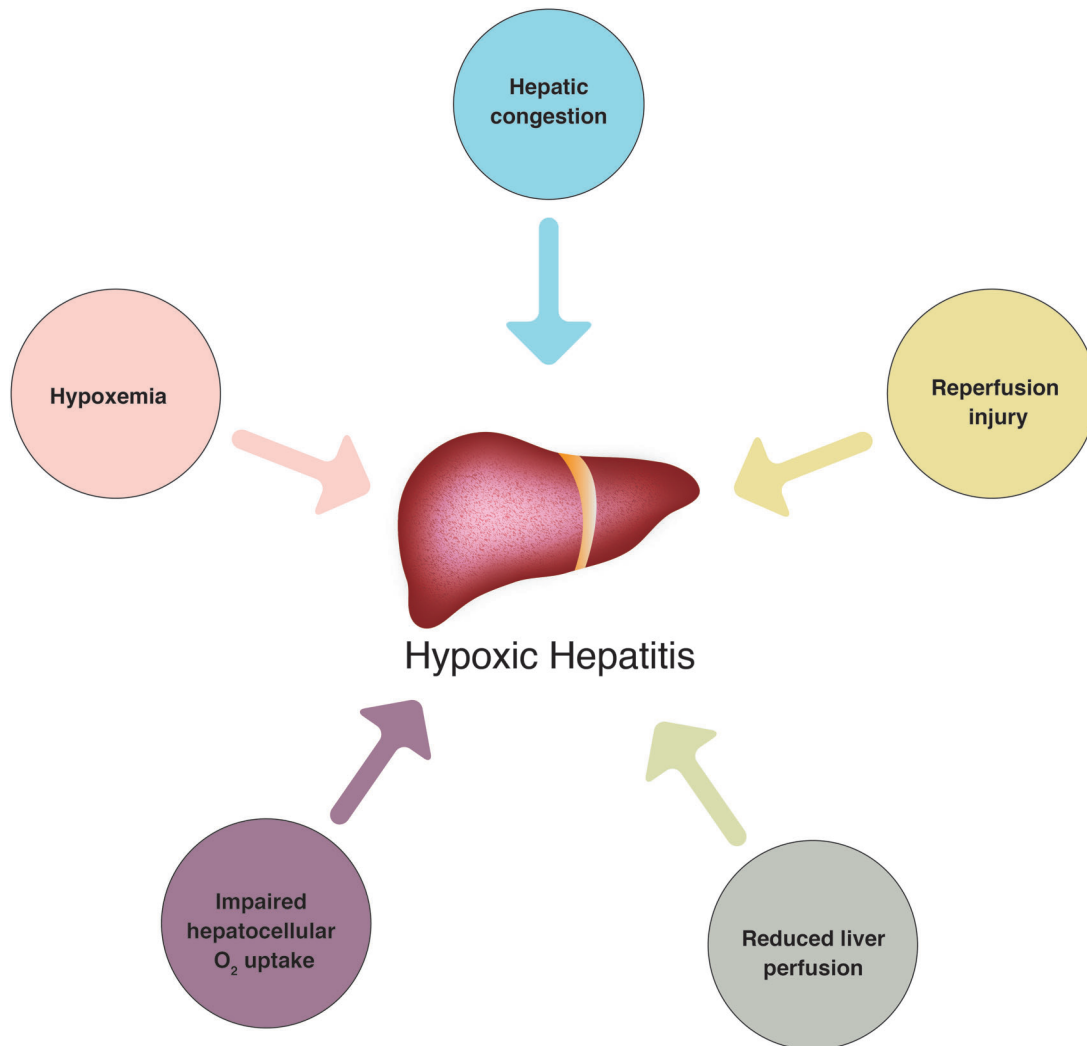 Hepatic
congestion
Hypoxemia
Reperfusion
injury
Hypoxic Hepatitis
Impaired
hepatocellular
O₂ uptake
Reduced liver
perfusion